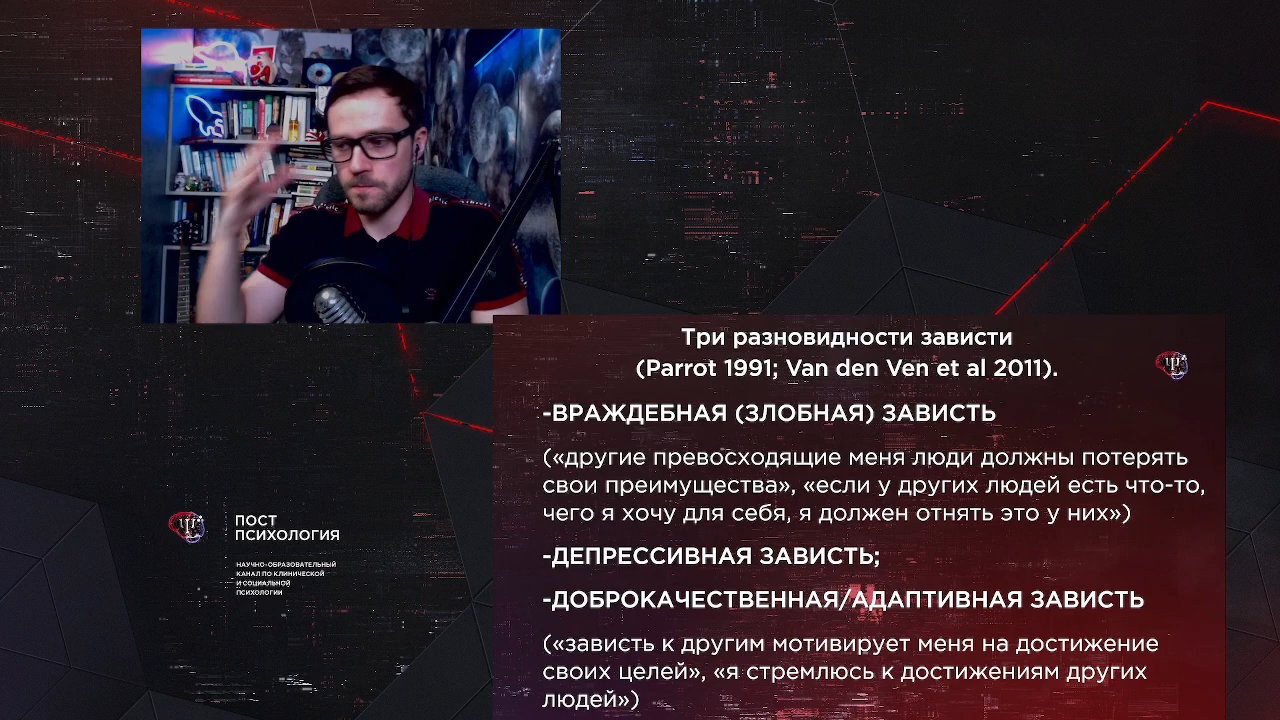 Три разновидности зависти
(Parrot 1991; Van den Ven et al 2011).
-ВРАЖДЕБНАЯ (ЗЛОБНАЯ) ЗАВИСТЬ
(«другие превосходящие меня люди должны потерять
свои преимущества», «если у других людей есть что-то,
чего я хочу для себя, я должен отнять это у них»)
-ДЕПРЕССИВНАЯ ЗАВИСТЬ;
-ДОБРОКАЧЕСТВЕННАЯ/АДАПТИВНАЯ ЗАВИСТЬ
(«зависть к другим мотивирует меня на достижение
своих целей», «я стремлюсь к достижениям других
людей»)
ПОСТ
ПСИХОЛОГИЯ
НАУЧНО-ОБРАЗОВАТЕЛЬНЫЙ
КАНАЛ ПО КЛИНИЧЕСКОЙ
И СОЦИАЛЬНОЙ
ПСИХОЛОГИИ